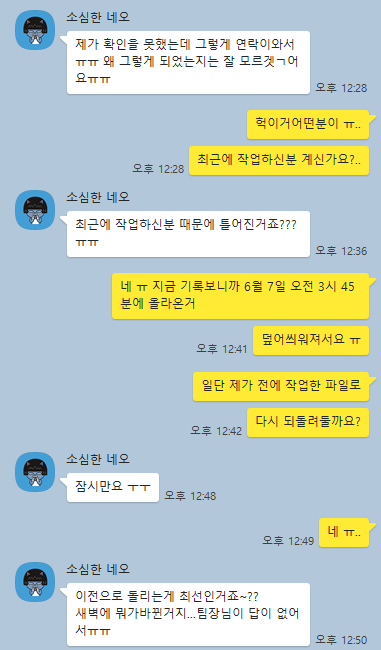 소심한 네오
제가 확인을 못했는데 그렇게 연락이와서
ㅠㅠ 왜 그렇게 되었는지는 잘 모르겟ㄱ어
요ㅠㅠ
오후 12:28
헉이거어떤분이 ㅠ..
최근에 작업하신분 계신가요?..
오후 12:28
소심한 네오
최근에 작업하신분 때문에 틀어진거죠???
ㅠㅠ
오후 12:36
네 ㅠ 지금 기록보니까 6월 7일 오전 3시 45
분에 올라온거
덮어씌워져서요 ㅠ
오후 12:41
일단 제가 전에 작업한 파일로
다시 되돌려둘까요?
오후 12:42
소심한 네오
잠시만요 ㅜㅜ
오후 12:48
네 ㅠ..
오후 12:49
소심한 네오
이전으로 돌리는게 최선인거죠~??
새벽에 뭐가바뀐거지...팀장님이 답이 없어
서ㅠㅠ
오후 12:50